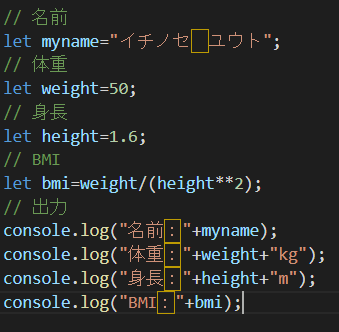 // 名前
let myname="イチノセ　ユウト";
// 体重
let weight=50;
// 身長
let height=1.6;
// BMI
let bmi=weight/(height**2);
// 出力
console.log("名前："+myname);
console.log("体重："+weight+"kg");
console.log("身長："+height+"m");
console.log("BMI："+bmi);